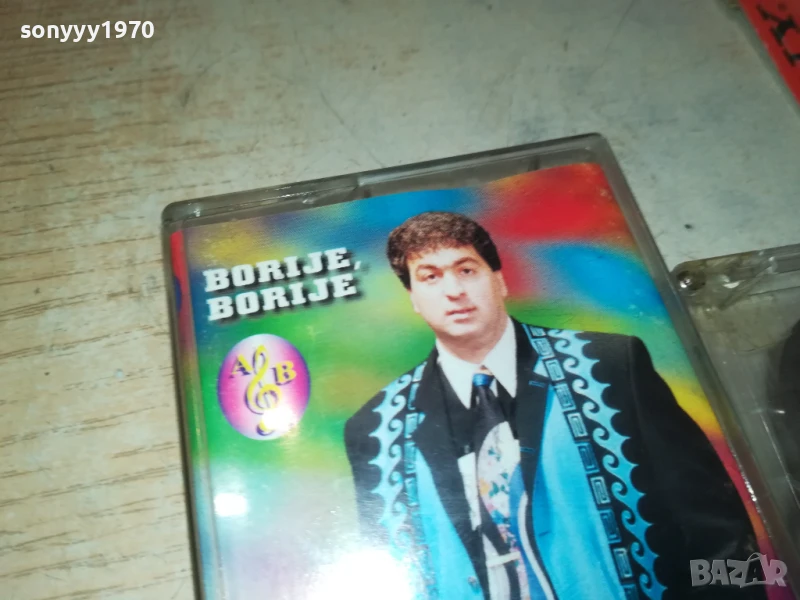 sonyyy1970
BORIJE,
BORIJE
A B
Y
BAZAR